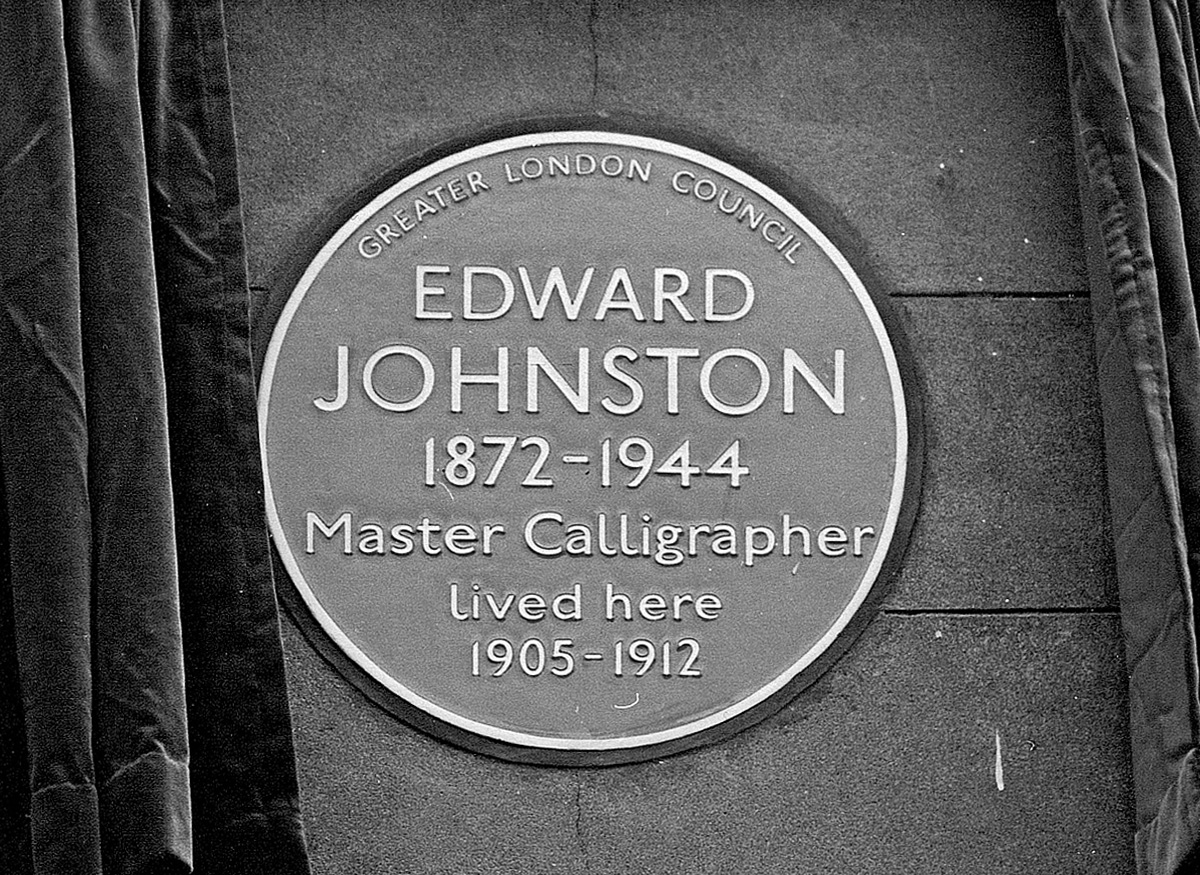 GREATER LONDON COUNCIL
EDWARD
JOHNSTON
1872-1944
Master Calligrapher
lived here
1905-1912